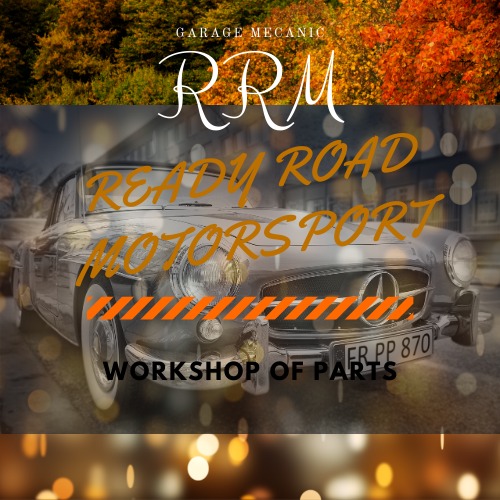 GARAGE MECANIC
RRM
READY ROAD
MOTORSPORT
ER PP 870
WORKSHOP OF PARTS